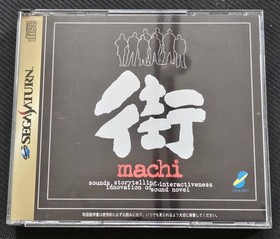 SEGA SATURN
街
machi
sounds, storytelling & interactiveness
innovation of sound novel